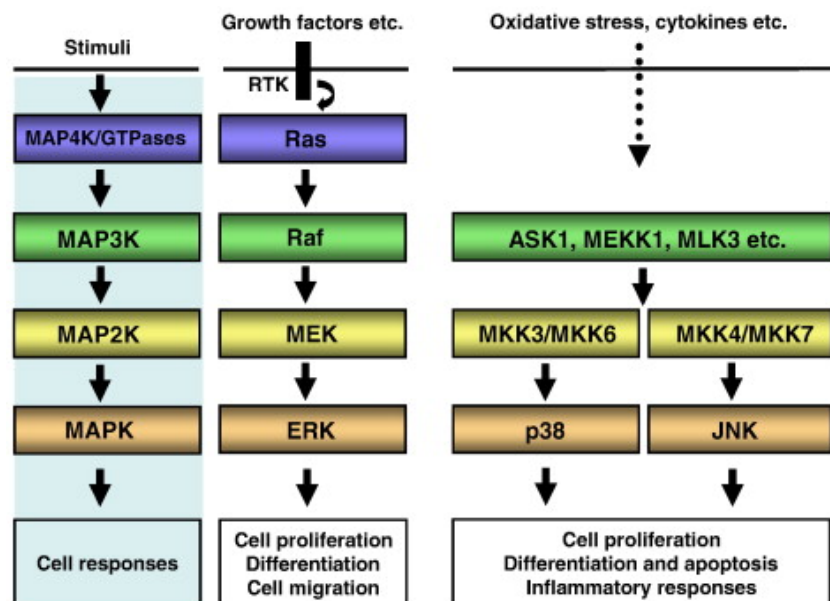 Stimuli
Growth factors etc.
Oxidative stress, cytokines etc.
RTK
MAP4K/GTPases
Ras
MAP3K
Raf
ASK1, MEKK1, MLK3 etc.
MAP2K
MEK
MKK3/MKK6
MKK4/MKK7
MAPK
ERK
p38
JNK
Cell responses
Cell proliferation
Differentiation
Cell migration
Cell proliferation
Differentiation and apoptosis
Inflammatory responses